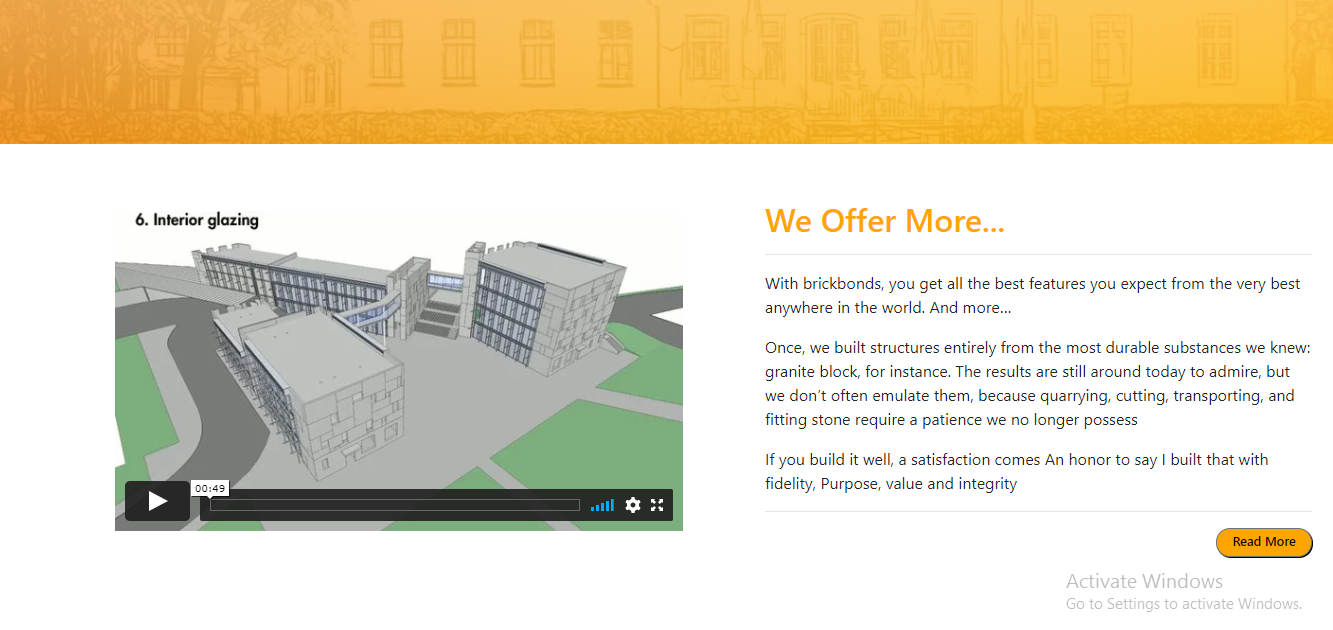 6. Interior glazing
00:49
We Offer More...
With brickbonds, you get all the best features you expect from the very best
anywhere in the world. And more...
Once, we built structures entirely from the most durable substances we knew:
granite block, for instance. The results are still around today to admire, but
we don't often emulate them, because quarrying, cutting, transporting, and
fitting stone require a patience we no longer possess
If you build it well, a satisfaction comes An honor to say I built that with
fidelity, Purpose, value and integrity
Read More
Activate Windows
Go to Settings to activate Windows.